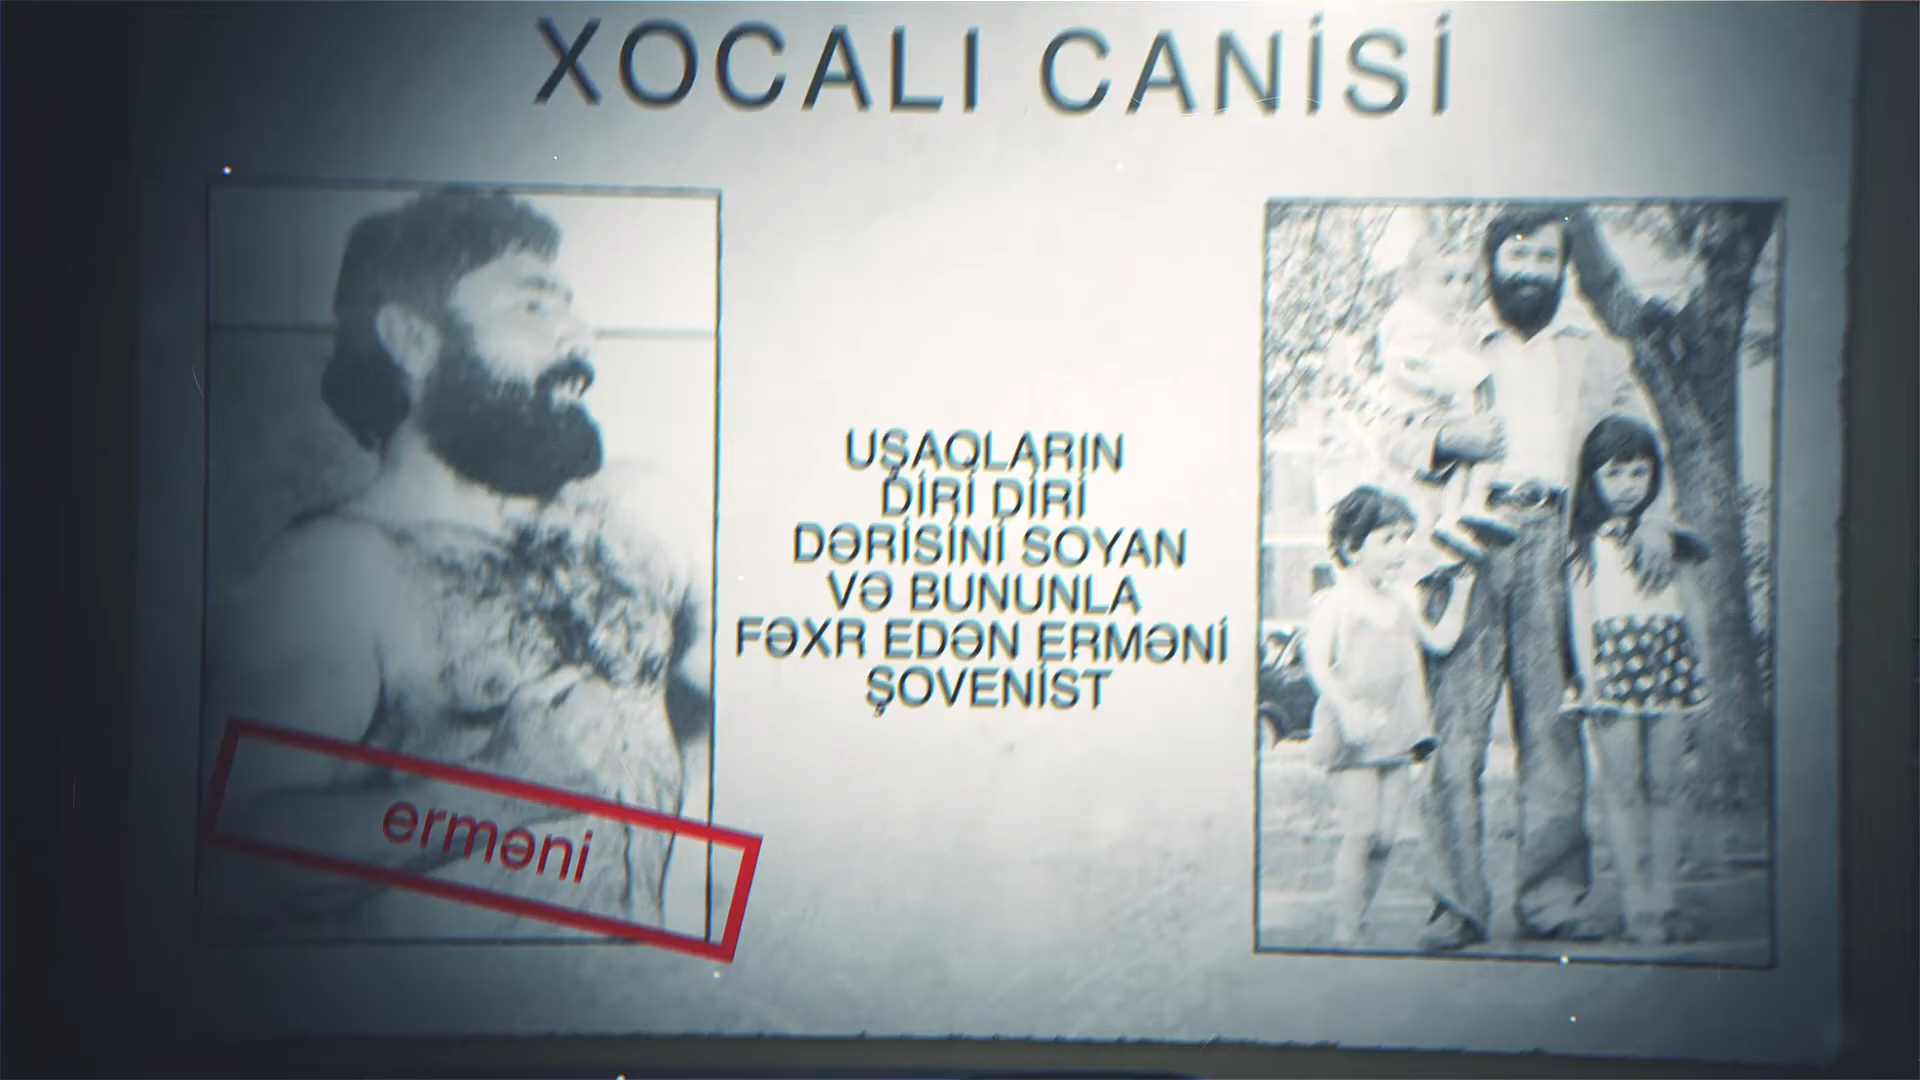 XOCALI CANİSİ
UŞAQLARIN
DİRİ DİRİ
DƏRİSİNİ SOYAN
VƏ BUNUNLA
FƏXR EDƏN ERMƏNİ
ŞOVENİST
erməni